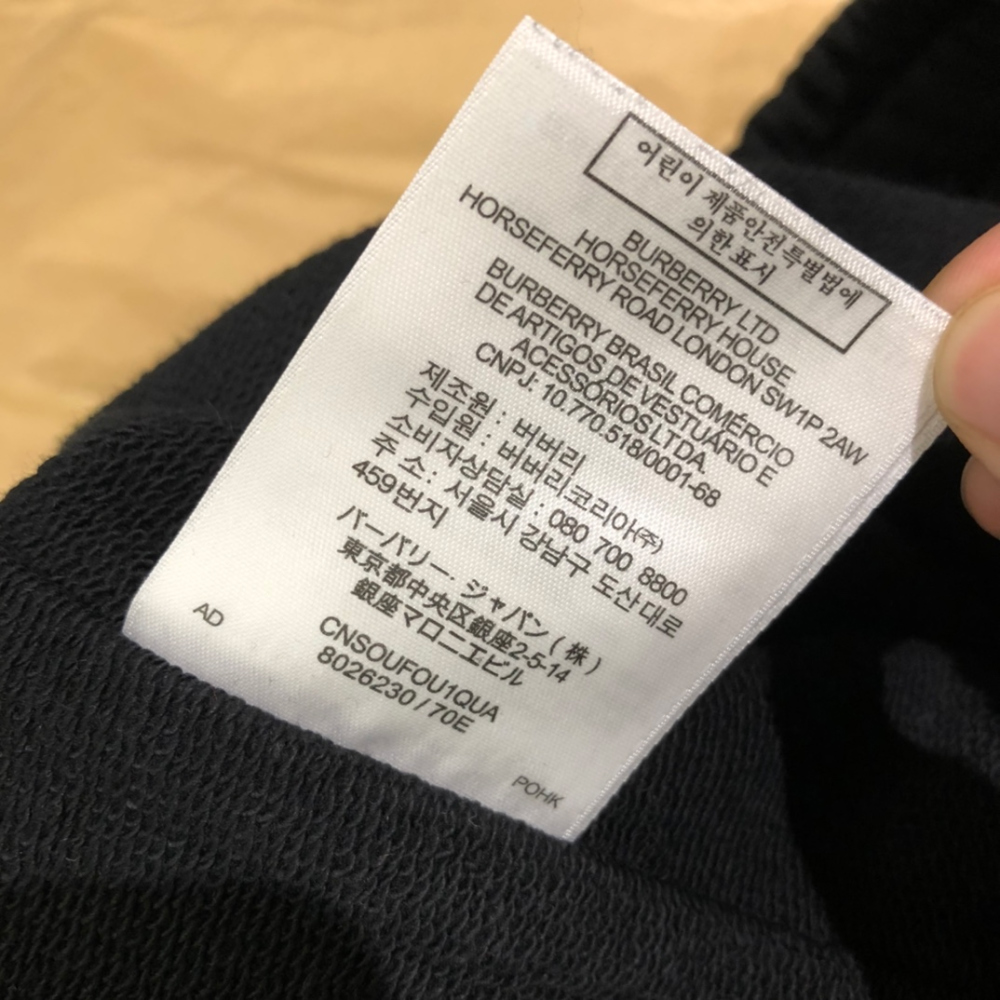 어린이 제품안전특별법에
의한표시
BURBERRY LTD
HORSEFERRY HOUSE
HORSEFERRY ROAD LONDON SW1P 2AW
BURBERRY BRASIL COMÉRCIO
DE ARTIGOS DE VESTUÁRIO E
ACESSÓRIOS LTDA.
CNPJ: 10.770.518/0001-68
제조원 : 버버리
수입원 : 버버리코리아(주)
소비자상담실 : 080 700 8800
주 소: 서울시 강남구 도산대로
459번지
バーバリー・ジャパン(株)
東京都中央区銀座2-5-14
銀座マロニエビル
CNSOUFOU1QUA
8026230 / 70E
AD
POHK